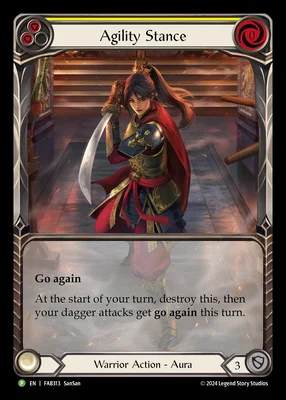 Agility Stance
Go again
At the start of your turn, destroy this, then
your dagger attacks get go again this turn.
Warrior Action - Aura
3
P EN | FAB313 SanSan
© 2024 Legend Story Studios